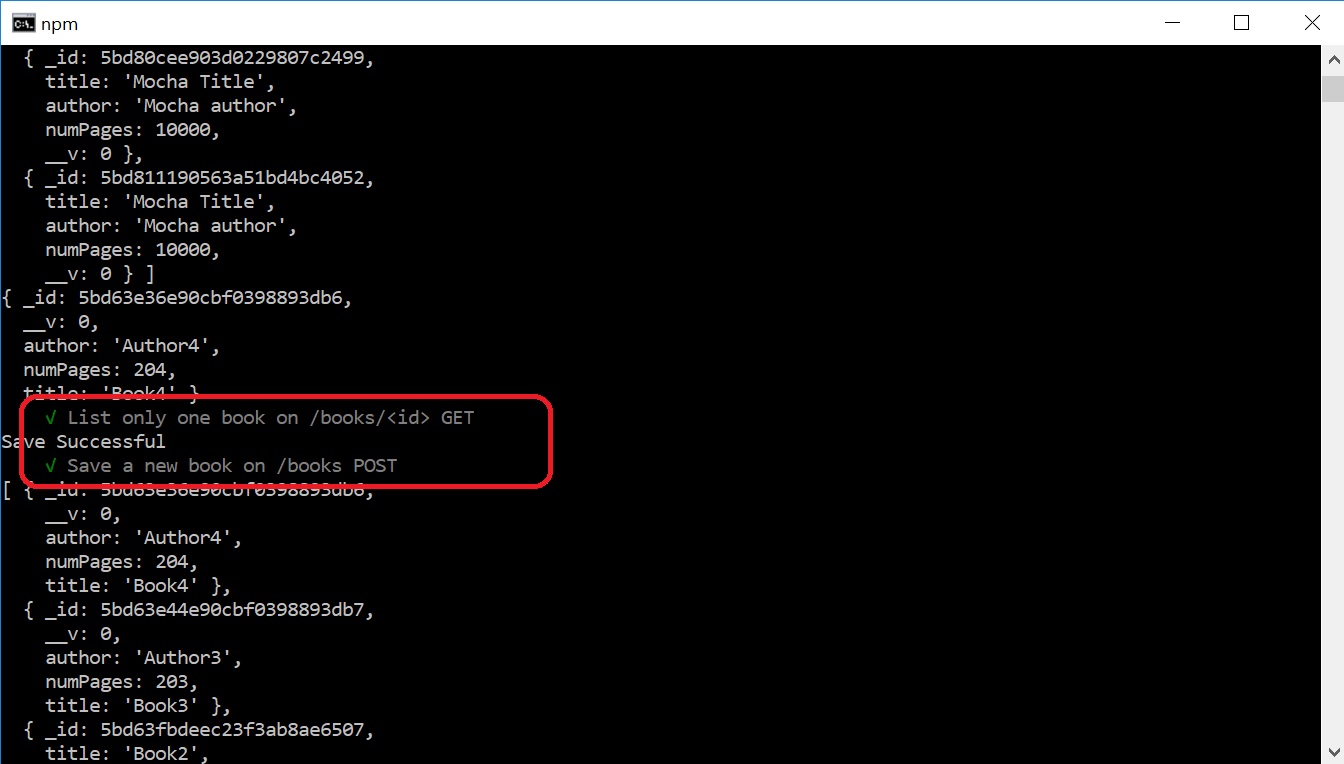 npm
{ _id: 5bd80cee903d0229807c2499,
title: 'Mocha Title',
author: 'Mocha author',
numPages: 10000,
__v: 0 },
{ _id: 5bd811190563a51bd4bc4052,
title: 'Mocha Title',
author: 'Mocha author',
numPages: 10000,
__v: 0 } ]
{ _id: 5bd63e36e90cbf0398893db6,
__v: 0,
author: 'Author4',
numPages: 204,
title: 'Book4' }
√ List only one book on /books/<id> GET
Save Successful
√ Save a new book on /books POST
[ { _id: 5bd63e36e90cbf0398893db6,
__v: 0,
author: 'Author4',
numPages: 204,
title: 'Book4' },
{ _id: 5bd63e44e90cbf0398893db7,
__v: 0,
author: 'Author3',
numPages: 203,
title: 'Book3' },
{ _id: 5bd63fbdeec23f3ab8ae6507,
title: 'Book2',